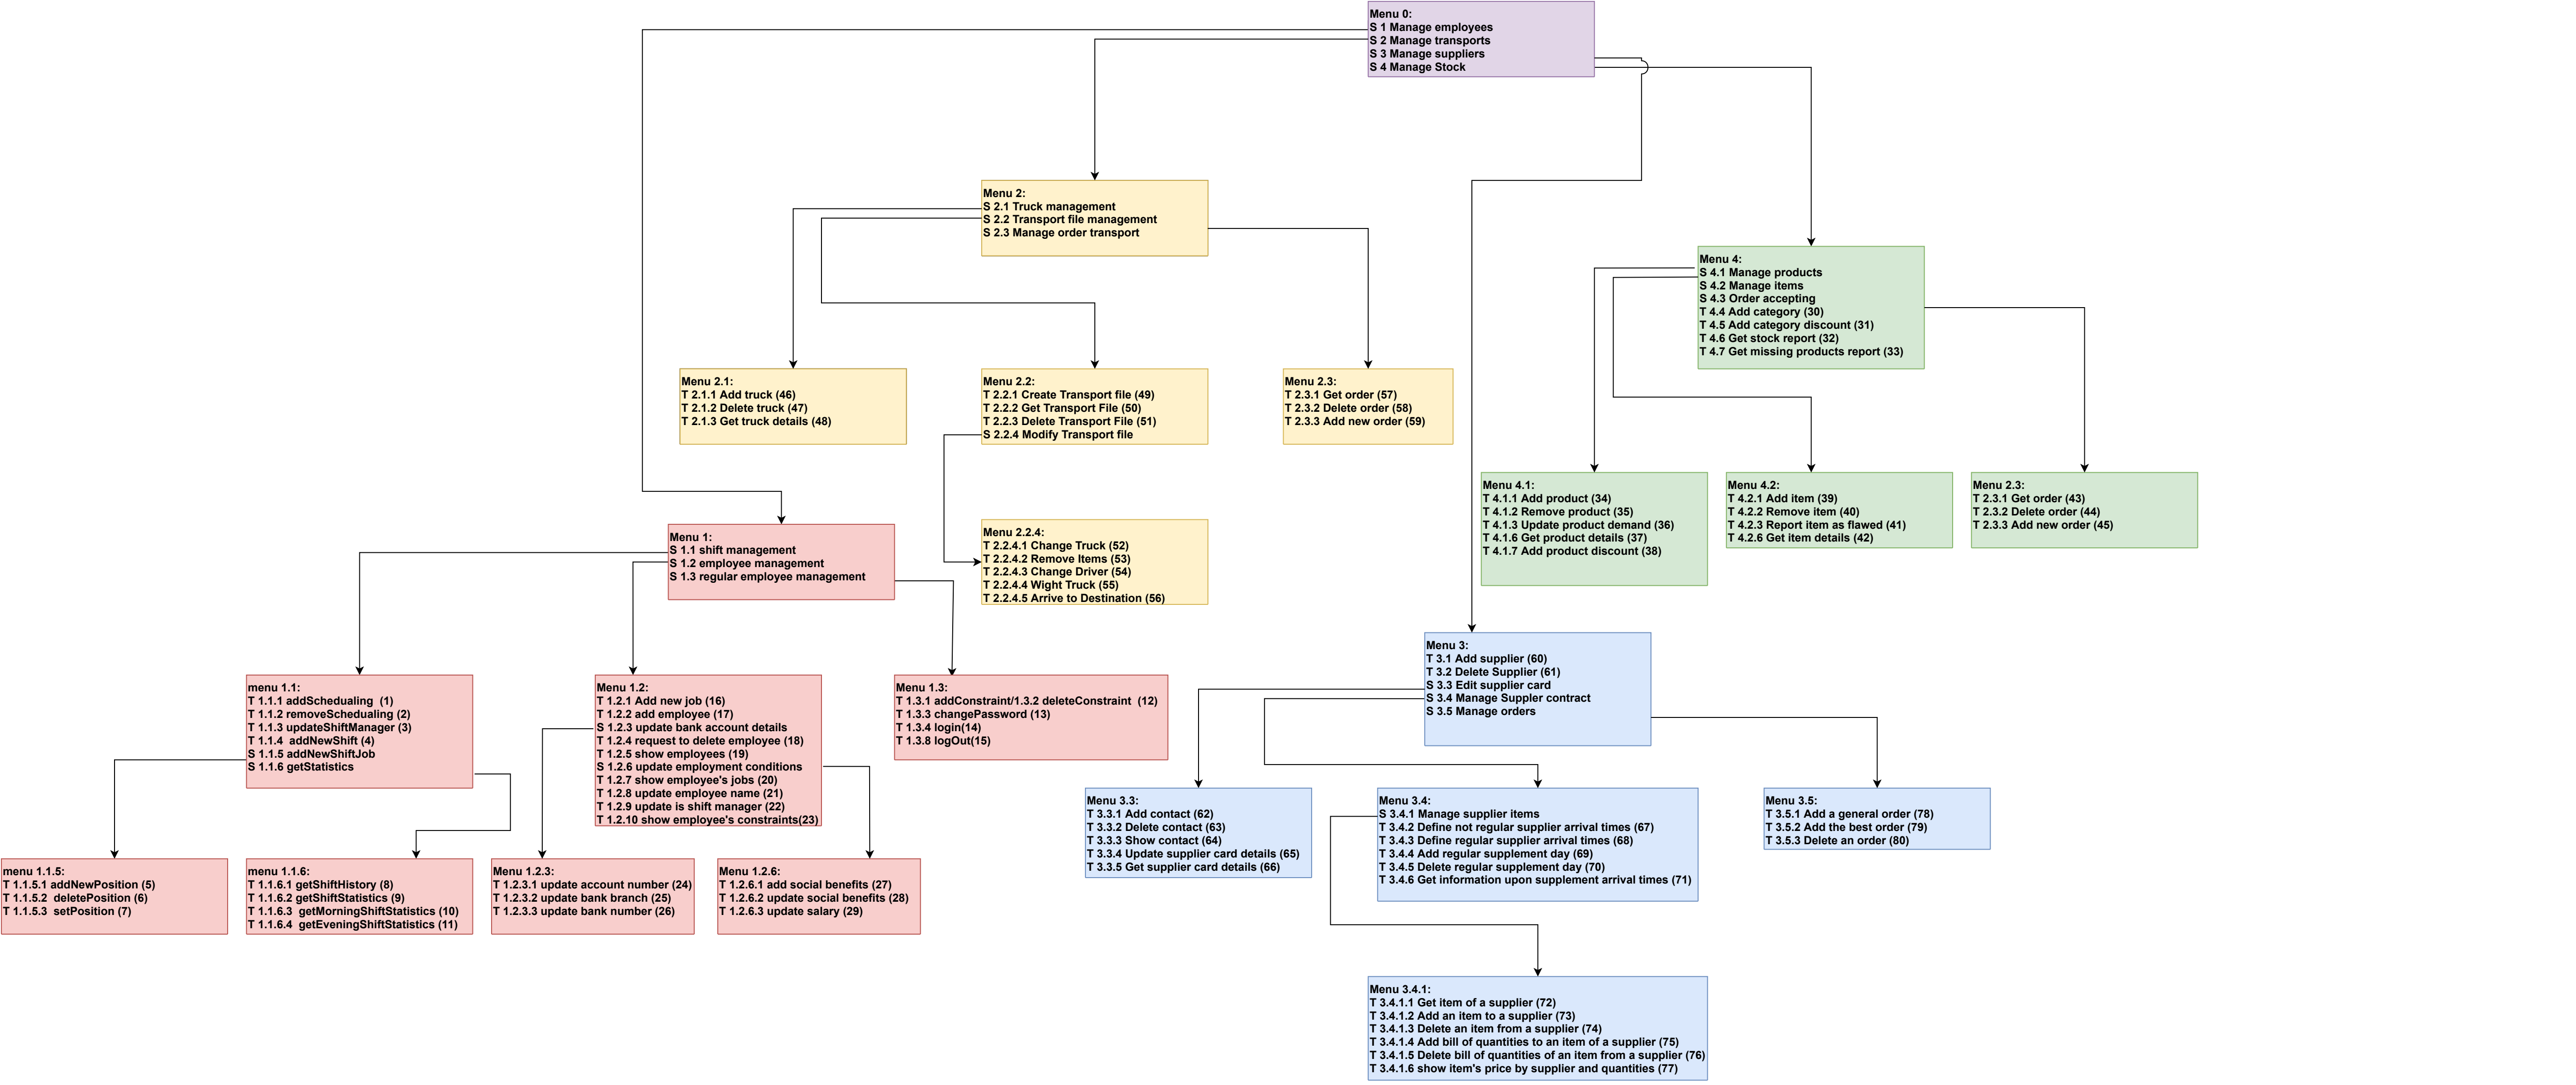 Menu 0:
S 1 Manage employees
S 2 Manage transports
S 3 Manage suppliers
S 4 Manage Stock
Menu 2:
S 2.1 Truck management
S 2.2 Transport file management
S 2.3 Manage order transport
Menu 4:
S 4.1 Manage products
S 4.2 Manage items
S 4.3 Order accepting
T 4.4 Add category (30)
T 4.5 Add category discount (31)
T 4.6 Get stock report (32)
T 4.7 Get missing products report (33)
Menu 2.1:
T 2.1.1 Add truck (46)
T 2.1.2 Delete truck (47)
T 2.1.3 Get truck details (48)
Menu 2.2:
T 2.2.1 Create Transport file (49)
T 2.2.2 Get Transport File (50)
T 2.2.3 Delete Transport File (51)
S 2.2.4 Modify Transport file
Menu 2.3:
T 2.3.1 Get order (57)
T 2.3.2 Delete order (58)
T 2.3.3 Add new order (59)
Menu 4.1:
T 4.1.1 Add product (34)
T 4.1.2 Remove product (35)
T 4.1.3 Update product demand (36)
T 4.1.6 Get product details (37)
T 4.1.7 Add product discount (38)
Menu 4.2:
T 4.2.1 Add item (39)
T 4.2.2 Remove item (40)
T 4.2.3 Report item as flawed (41)
T 4.2.6 Get item details (42)
Menu 2.3:
T 2.3.1 Get order (43)
T 2.3.2 Delete order (44)
T 2.3.3 Add new order (45)
Menu 1:
S 1.1 shift management
S 1.2 employee management
S 1.3 regular employee management
Menu 2.2.4:
T 2.2.4.1 Change Truck (52)
T 2.2.4.2 Remove Items (53)
T 2.2.4.3 Change Driver (54)
T 2.2.4.4 Wight Truck (55)
T 2.2.4.5 Arrive to Destination (56)
Menu 3:
T 3.1 Add supplier (60)
T 3.2 Delete Supplier (61)
S 3.3 Edit supplier card
S 3.4 Manage Suppler contract
S 3.5 Manage orders
menu 1.1:
T 1.1.1 addSchedualing (1)
T 1.1.2 removeSchedualing (2)
T 1.1.3 updateShiftManager (3)
T 1.1.4 addNewShift (4)
S 1.1.5 addNewShiftJob
S 1.1.6 getStatistics
Menu 1.2:
T 1.2.1 Add new job (16)
T 1.2.2 add employee (17)
S 1.2.3 update bank account details
T 1.2.4 request to delete employee (18)
T 1.2.5 show employees (19)
S 1.2.6 update employment conditions
T 1.2.7 show employee's jobs (20)
T 1.2.8 update employee name (21)
T 1.2.9 update is shift manager (22)
T 1.2.10 show employee's constraints(23)
Menu 1.3:
T 1.3.1 addConstraint/1.3.2 deleteConstraint (12)
T 1.3.3 changePassword (13)
T 1.3.4 login(14)
T 1.3.8 logOut(15)
Menu 3.3:
T 3.3.1 Add contact (62)
T 3.3.2 Delete contact (63)
T 3.3.3 Show contact (64)
T 3.3.4 Update supplier card details (65)
T 3.3.5 Get supplier card details (66)
Menu 3.4:
S 3.4.1 Manage supplier items
T 3.4.2 Define not regular supplier arrival times (67)
T 3.4.3 Define regular supplier arrival times (68)
T 3.4.4 Add regular supplement day (69)
T 3.4.5 Delete regular supplement day (70)
T 3.4.6 Get information upon supplement arrival times (71)
Menu 3.5:
T 3.5.1 Add a general order (78)
T 3.5.2 Add the best order (79)
T 3.5.3 Delete an order (80)
menu 1.1.5:
T 1.1.5.1 addNewPosition (5)
T 1.1.5.2 deletePosition (6)
T 1.1.5.3 setPosition (7)
menu 1.1.6:
T 1.1.6.1 getShiftHistory (8)
T 1.1.6.2 getShiftStatistics (9)
T 1.1.6.3 getMorningShiftStatistics (10)
T 1.1.6.4 getEveningShiftStatistics (11)
Menu 1.2.3:
T 1.2.3.1 update account number (24)
T 1.2.3.2 update bank branch (25)
T 1.2.3.3 update bank number (26)
Menu 1.2.6:
T 1.2.6.1 add social benefits (27)
T 1.2.6.2 update social benefits (28)
T 1.2.6.3 update salary (29)
Menu 3.4.1:
T 3.4.1.1 Get item of a supplier (72)
T 3.4.1.2 Add an item to a supplier (73)
T 3.4.1.3 Delete an item from a supplier (74)
T 3.4.1.4 Add bill of quantities to an item of a supplier (75)
T 3.4.1.5 Delete bill of quantities of an item from a supplier (76)
T 3.4.1.6 show item's price by supplier and quantities (77)